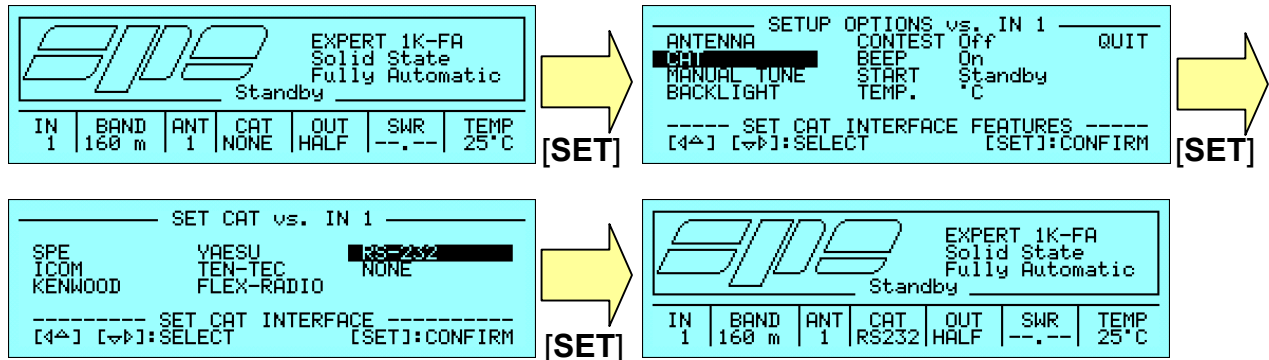 spe
EXPERT 1K-FA
Solid State
Fully Automatic
Standby
IN BAND ANT CAT OUT SWR TEMP
1 160 m 1 NONE HALF --.-- 25°C
[SET]
SETUP OPTIONS vs. IN 1
ANTENNA CONTEST Off QUIT
CAT BEEP On
MANUAL TUNE START Standby
BACKLIGHT TEMP. °C
----- SET CAT INTERFACE FEATURES -----
[◁△] [▽▷]:SELECT [SET]:CONFIRM
[SET]
SET CAT vs. IN 1
SPE YAESU RS-232
ICOM TEN-TEC NONE
KENWOOD FLEX-RADIO
---------- SET CAT INTERFACE ----------
[◁△] [▽▷]:SELECT [SET]:CONFIRM
[SET]
spe
EXPERT 1K-FA
Solid State
Fully Automatic
Standby
IN BAND ANT CAT OUT SWR TEMP
1 160 m 1 RS232 HALF --.-- 25°C